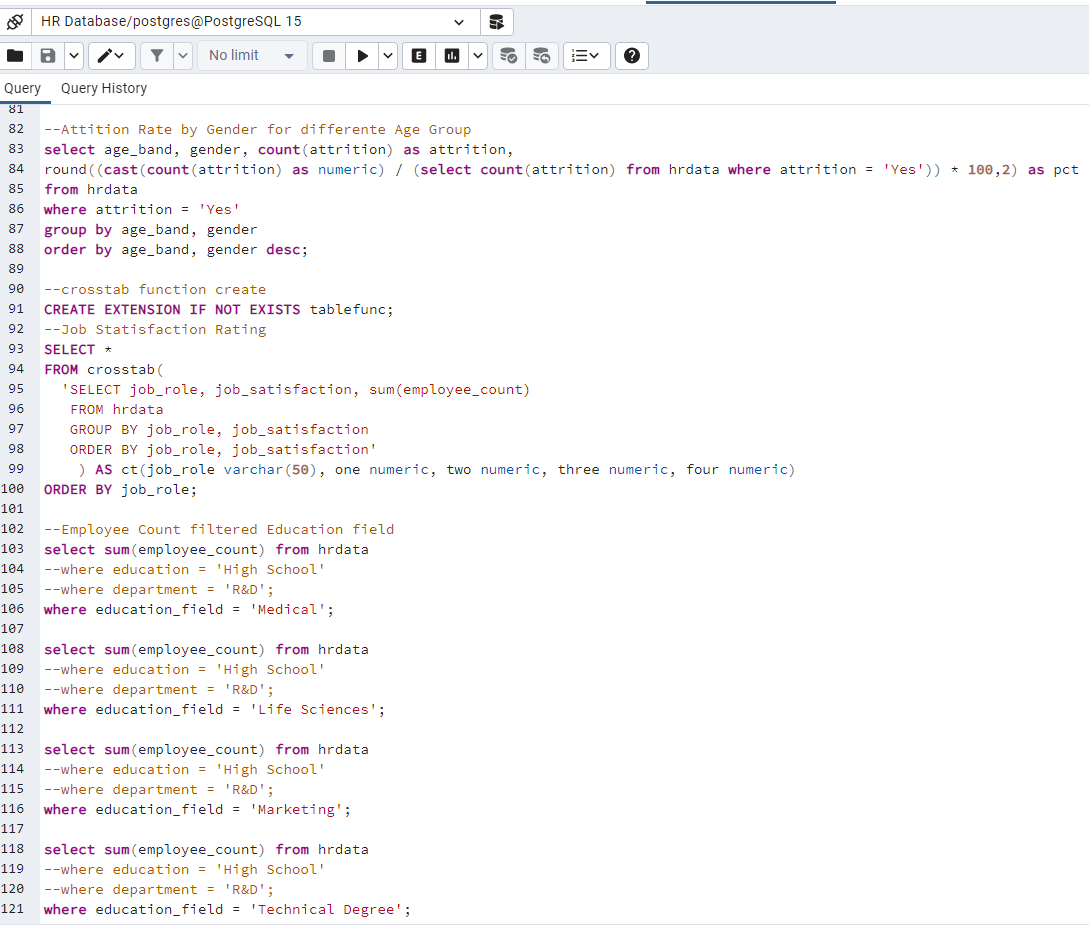 HR Database/postgres@PostgreSQL 15
No limit
E
Query Query History
81
82 --Attition Rate by Gender for differente Age Group
83 select age_band, gender, count(attrition) as attrition,
84 round((cast(count(attrition) as numeric) / (select count(attrition) from hrdata where attrition = 'Yes')) * 100,2) as pct
85 from hrdata
86 where attrition = 'Yes'
87 group by age_band, gender
88 order by age_band, gender desc;
89
90 --crosstab function create
91 CREATE EXTENSION IF NOT EXISTS tablefunc;
92 --Job Statisfaction Rating
93 SELECT *
94 FROM crosstab(
95 'SELECT job_role, job_satisfaction, sum(employee_count)
96 FROM hrdata
97 GROUP BY job_role, job_satisfaction
98 ORDER BY job_role, job_satisfaction'
99 ) AS ct(job_role varchar(50), one numeric, two numeric, three numeric, four numeric)
100 ORDER BY job_role;
101
102 --Employee Count filtered Education field
103 select sum(employee_count) from hrdata
104 --where education = 'High School'
105 --where department = 'R&D';
106 where education_field = 'Medical';
107
108 select sum(employee_count) from hrdata
109 --where education = 'High School'
110 --where department = 'R&D';
111 where education_field = 'Life Sciences';
112
113 select sum(employee_count) from hrdata
114 --where education = 'High School'
115 --where department = 'R&D';
116 where education_field = 'Marketing';
117
118 select sum(employee_count) from hrdata
119 --where education = 'High School'
120 --where department = 'R&D';
121 where education_field = 'Technical Degree';